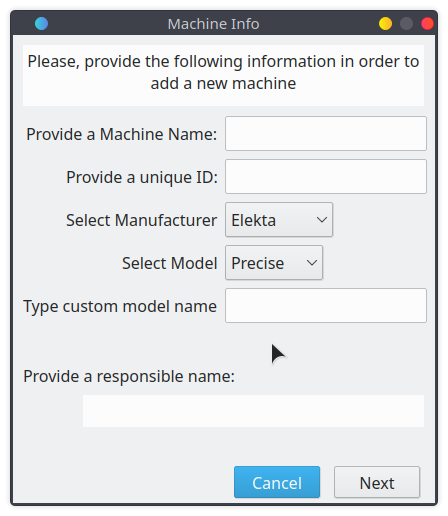 Machine Info
Please, provide the following information in order to
add a new machine
Provide a Machine Name:
Provide a unique ID:
Select Manufacturer Elekta
Select Model Precise
Type custom model name
Provide a responsible name:
Cancel Next